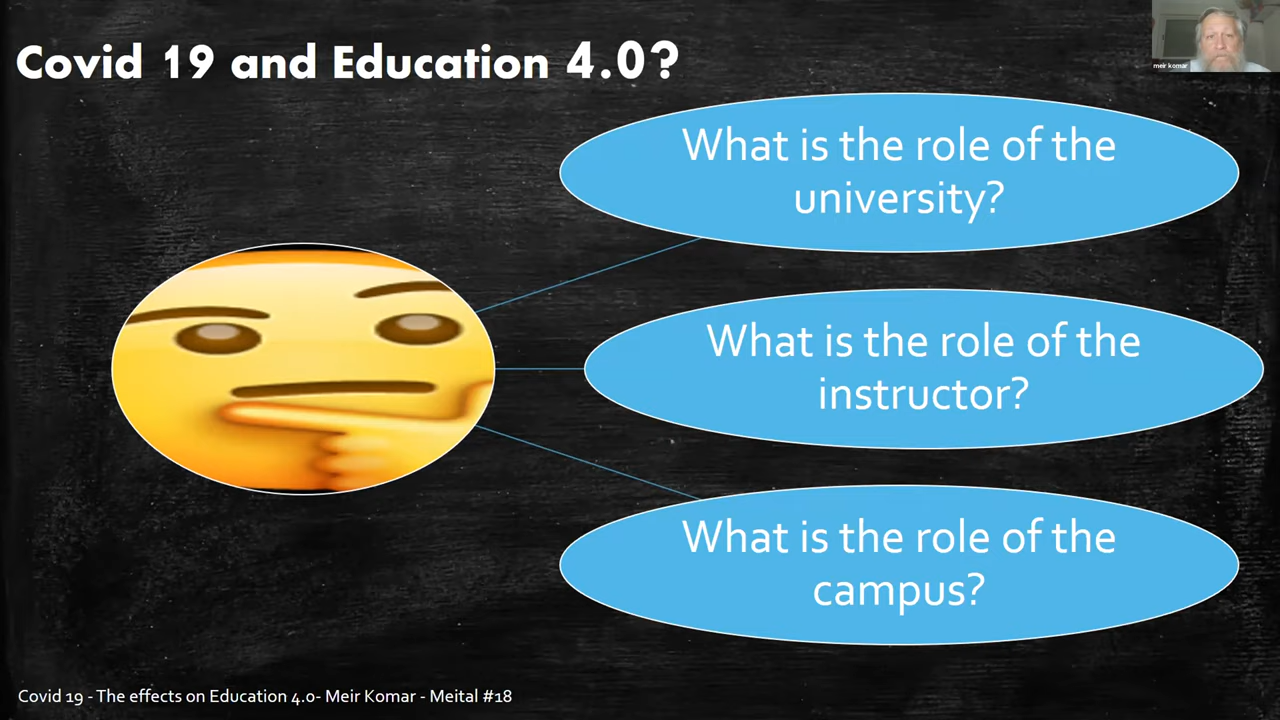 Covid 19 and Education 4.0?
meir komar
What is the role of the
university?
What is the role of the
instructor?
What is the role of the
campus?
Covid 19 - The effects on Education 4.0- Meir Komar - Meital #18